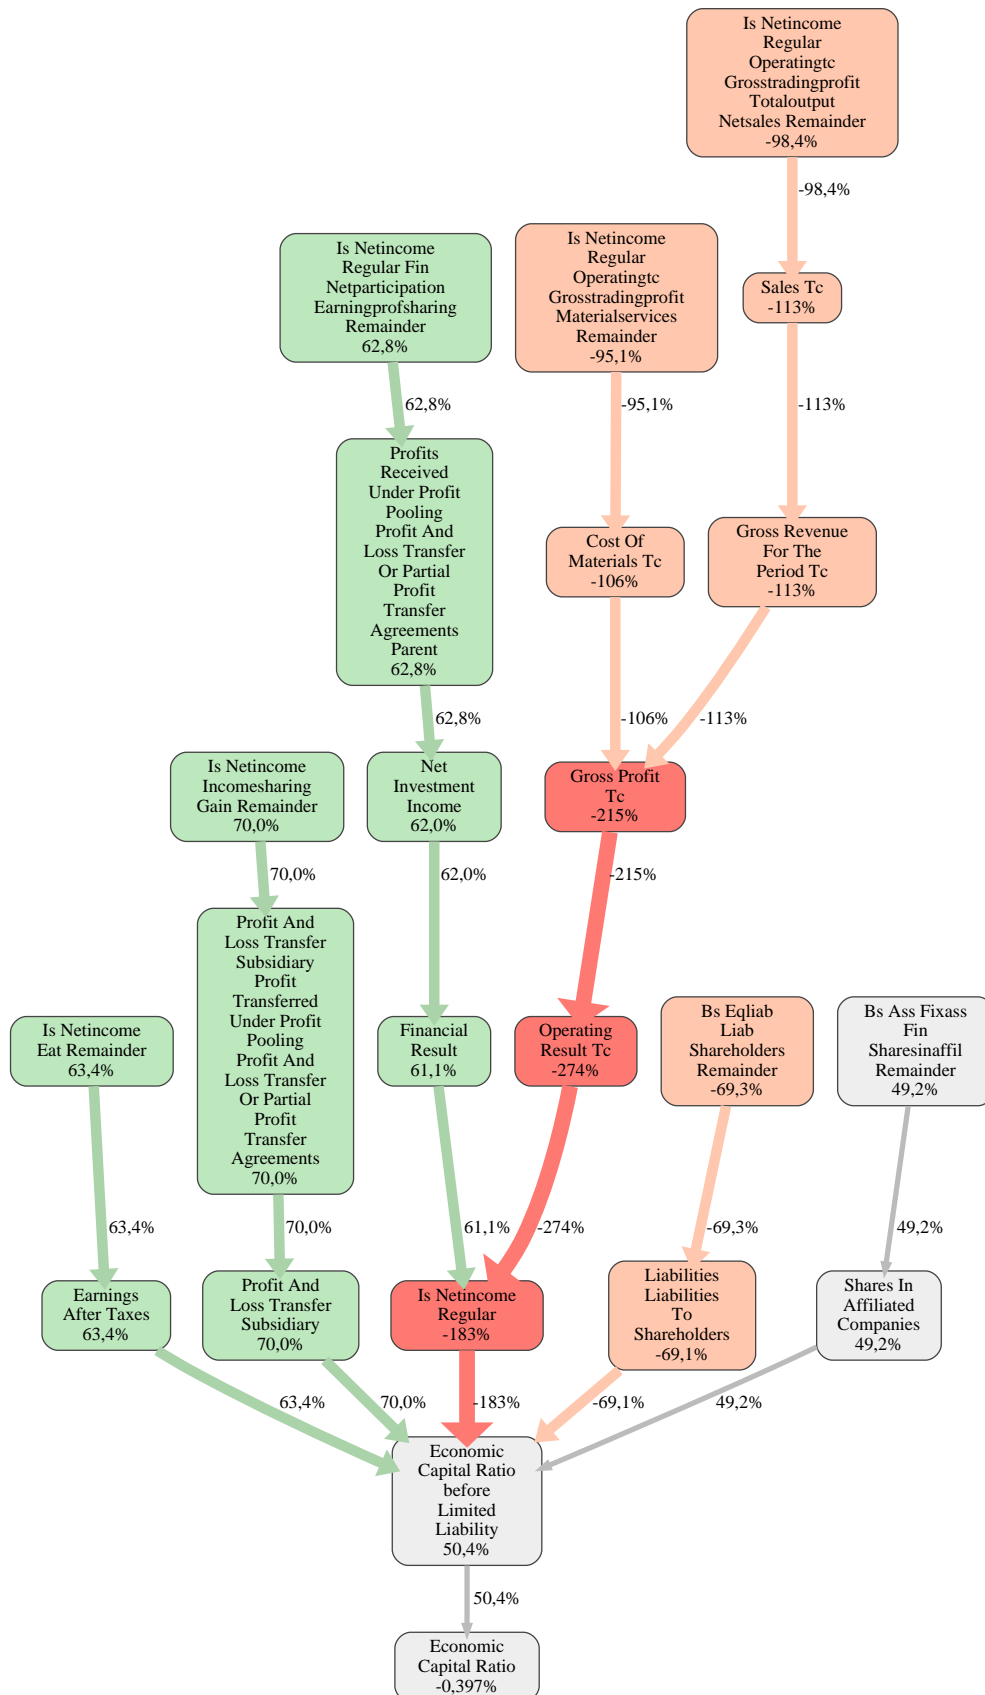 Is Netincome
Regular
Operatingtc
Grosstradingprofit
Totaloutput
Netsales Remainder
-98,4%
-98,4%
Is Netincome
Regular Fin
Netparticipation
Earningprofsharing
Remainder
62,8%
Is Netincome
Regular
Operatingtc
Grosstradingprofit
Materialservices
Remainder
-95,1%
Sales Tc
-113%
62,8%
-95,1%
-113%
Profits
Received
Under Profit
Pooling
Profit And
Loss Transfer
Or Partial
Profit
Transfer
Agreements
Parent
62,8%
Cost Of
Materials Tc
-106%
Gross Revenue
For The
Period Tc
-113%
62,8%
-106%
-113%
Is Netincome
Incomesharing
Gain Remainder
70,0%
Net
Investment
Income
62,0%
Gross Profit
Tc
-215%
70,0%
62,0%
-215%
Profit And
Loss Transfer
Subsidiary
Profit
Transferred
Under Profit
Pooling
Profit And
Loss Transfer
Or Partial
Profit
Transfer
Agreements
70,0%
Is Netincome
Eat Remainder
63,4%
Financial
Result
61,1%
Operating
Result Tc
-274%
Bs Eqliab
Liab
Shareholders
Remainder
-69,3%
Bs Ass Fixass
Fin
Sharesinaffil
Remainder
49,2%
63,4%
70,0%
61,1%
-274%
-69,3%
49,2%
Earnings
After Taxes
63,4%
Profit And
Loss Transfer
Subsidiary
70,0%
Is Netincome
Regular
-183%
Liabilities
Liabilities
To
Shareholders
-69,1%
Shares In
Affiliated
Companies
49,2%
63,4%
70,0%
-183%
-69,1%
49,2%
Economic
Capital Ratio
before
Limited
Liability
50,4%
50,4%
Economic
Capital Ratio
-0,397%